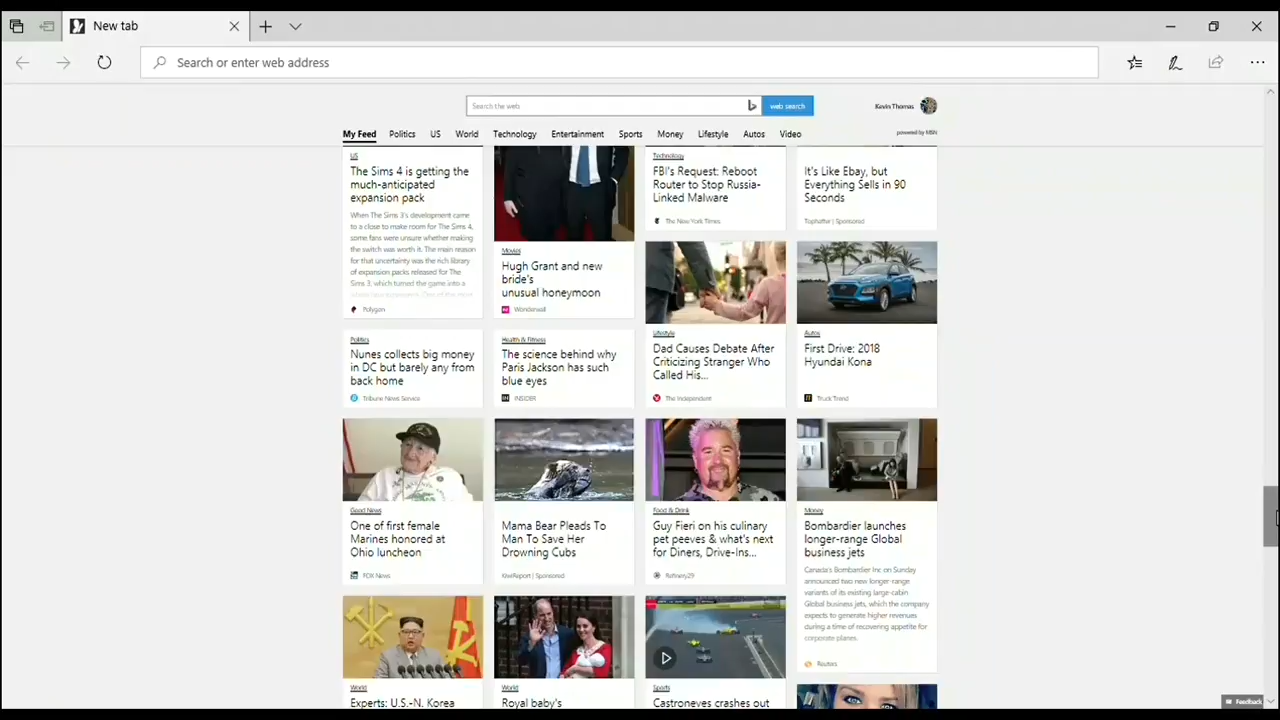 New tab
Search or enter web address
Search the web
web search
Kevin Thomas
My Feed
Politics
US
World
Technology
Entertainment
Sports
Money
Lifestyle
Autos
Video
powered by MSN
US
The Sims 4 is getting the
much-anticipated
expansion pack
When The Sims 3's development came
to a close to make room for The Sims 4,
some fans were unsure whether making
the switch was worth it. The main reason
for that uncertainty was the rich library
of expansion packs released for The
Sims 3, which turned the game into a
Polygon
Politics
Nunes collects big money
in DC but barely any from
back home
Tribune News Service
Good News
One of first female
Marines honored at
Ohio luncheon
FOX News
World
Experts: U.S.-N. Korea
Movies
Hugh Grant and new
bride's
unusual honeymoon
Wonderwall
Health & Fitness
The science behind why
Paris Jackson has such
blue eyes
INSIDER
Mama Bear Pleads To
Man To Save Her
Drowning Cubs
KiwiReport | Sponsored
World
Royal baby's
Technology
FBI's Request: Reboot
Router to Stop Russia-
Linked Malware
The New York Times
Lifestyle
Dad Causes Debate After
Criticizing Stranger Who
Called His...
The Independent
Food & Drink
Guy Fieri on his culinary
pet peeves & what's next
for Diners, Drive-Ins...
Refinery29
Sports
Castroneves crashes out
It's Like Ebay, but
Everything Sells in 90
Seconds
Tophatter | Sponsored
Autos
First Drive: 2018
Hyundai Kona
Truck Trend
Money
Bombardier launches
longer-range Global
business jets
Canada's Bombardier Inc on Sunday
announced two new longer-range
variants of its existing large-cabin
Global business jets, which the company
expects to generate higher revenues
during a time of recovering appetite for
corporate planes.
Reuters
Feedback